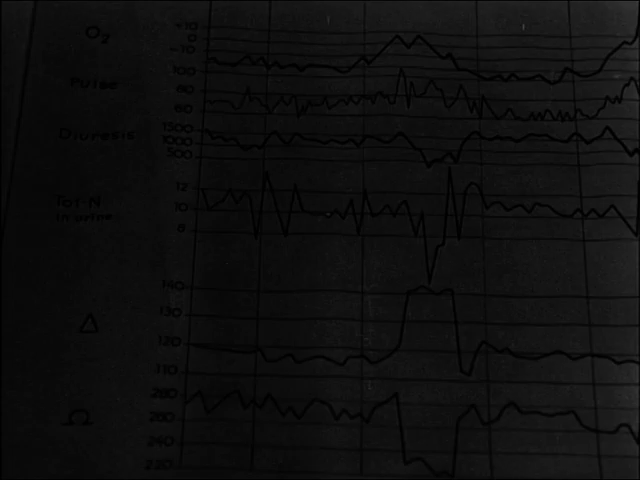 O2 +10 0 -10
Pulse 100 80 60
Diuresis 1500 1000 500
Tot-N 12 10 8
in urine
Δ 140 130 120 110
Ω 280 260 240 220